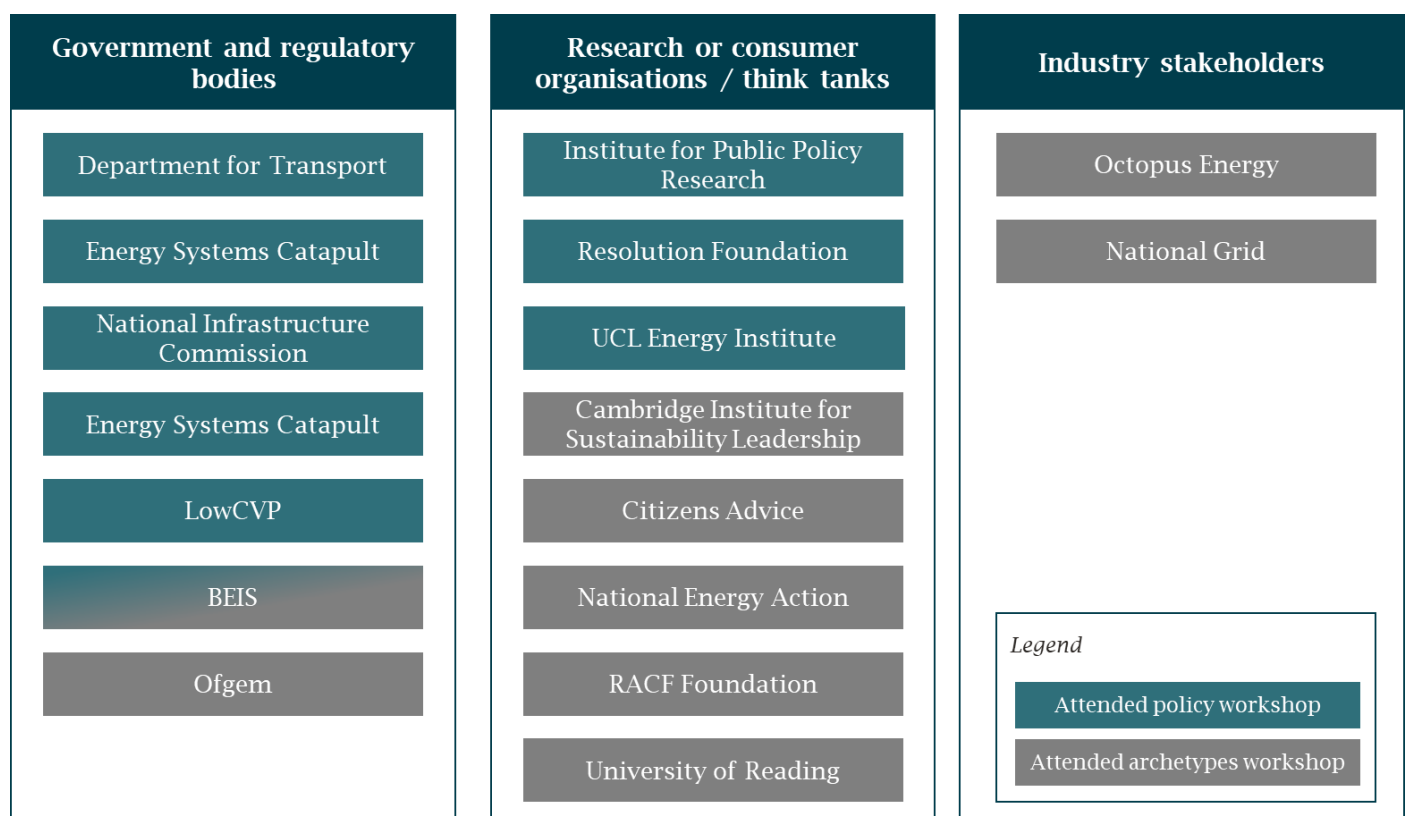 Government and regulatory
bodies
Department for Transport
Energy Systems Catapult
National Infrastructure
Commission
Energy Systems Catapult
LowCVP
BEIS
Ofgem
Research or consumer
organisations / think tanks
Institute for Public Policy
Research
Resolution Foundation
UCL Energy Institute
Cambridge Institute for
Sustainability Leadership
Citizens Advice
National Energy Action
RACF Foundation
University of Reading
Industry stakeholders
Octopus Energy
National Grid
Legend
Attended policy workshop
Attended archetypes workshop